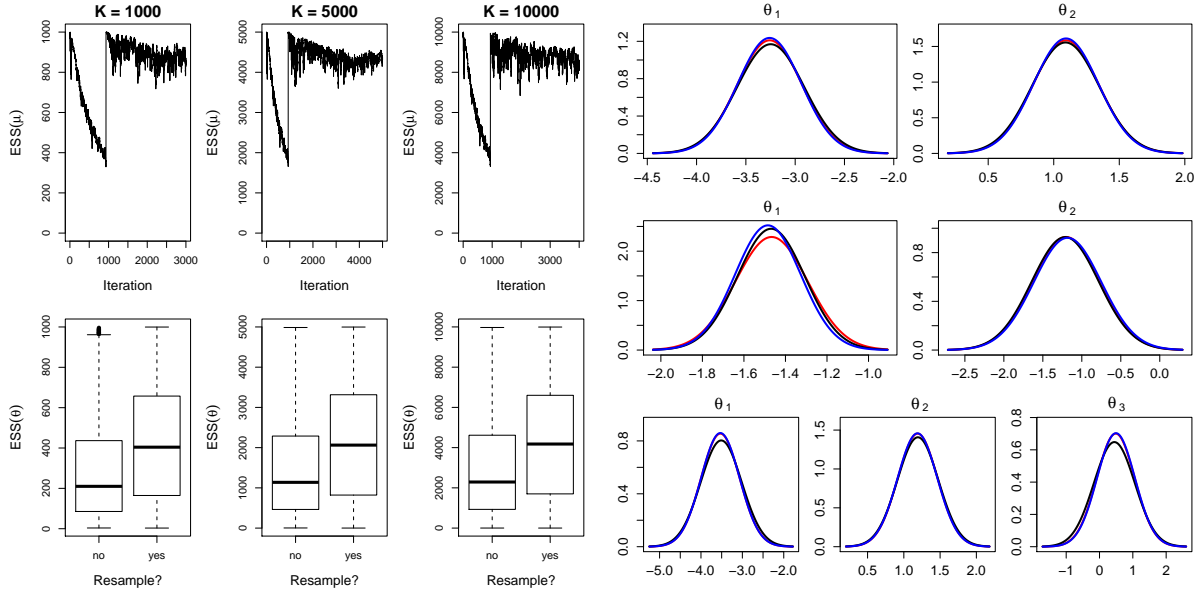 K = 1000
K = 5000
K = 10000
ESS(μ)
0 200 400 600 800 1000
0 1000 3000
Iteration
ESS(μ)
0 1000 2000 3000 4000 5000
0 2000 4000
Iteration
ESS(μ)
0 2000 4000 6000 8000 10000
0 1000 3000
Iteration
ESS(θ)
0 200 400 600 800 1000
no yes
Resample?
ESS(θ)
0 1000 2000 3000 4000 5000
no yes
Resample?
ESS(θ)
0 2000 4000 6000 8000 10000
no yes
Resample?
θ1
0.0 0.4 0.8 1.2
−4.5 −4.0 −3.5 −3.0 −2.5 −2.0
θ2
0.0 0.5 1.0 1.5
0.5 1.0 1.5 2.0
θ1
0.0 1.0 2.0
−2.0 −1.8 −1.6 −1.4 −1.2 −1.0
θ2
0.0 0.4 0.8
−2.5 −2.0 −1.5 −1.0 −0.5 0.0
θ1
0.0 0.4 0.8
−5.0 −4.0 −3.0 −2.0
θ2
0.0 0.5 1.0 1.5
0.5 1.0 1.5 2.0
θ3
0.0 0.2 0.4 0.6 0.8
−1 0 1 2